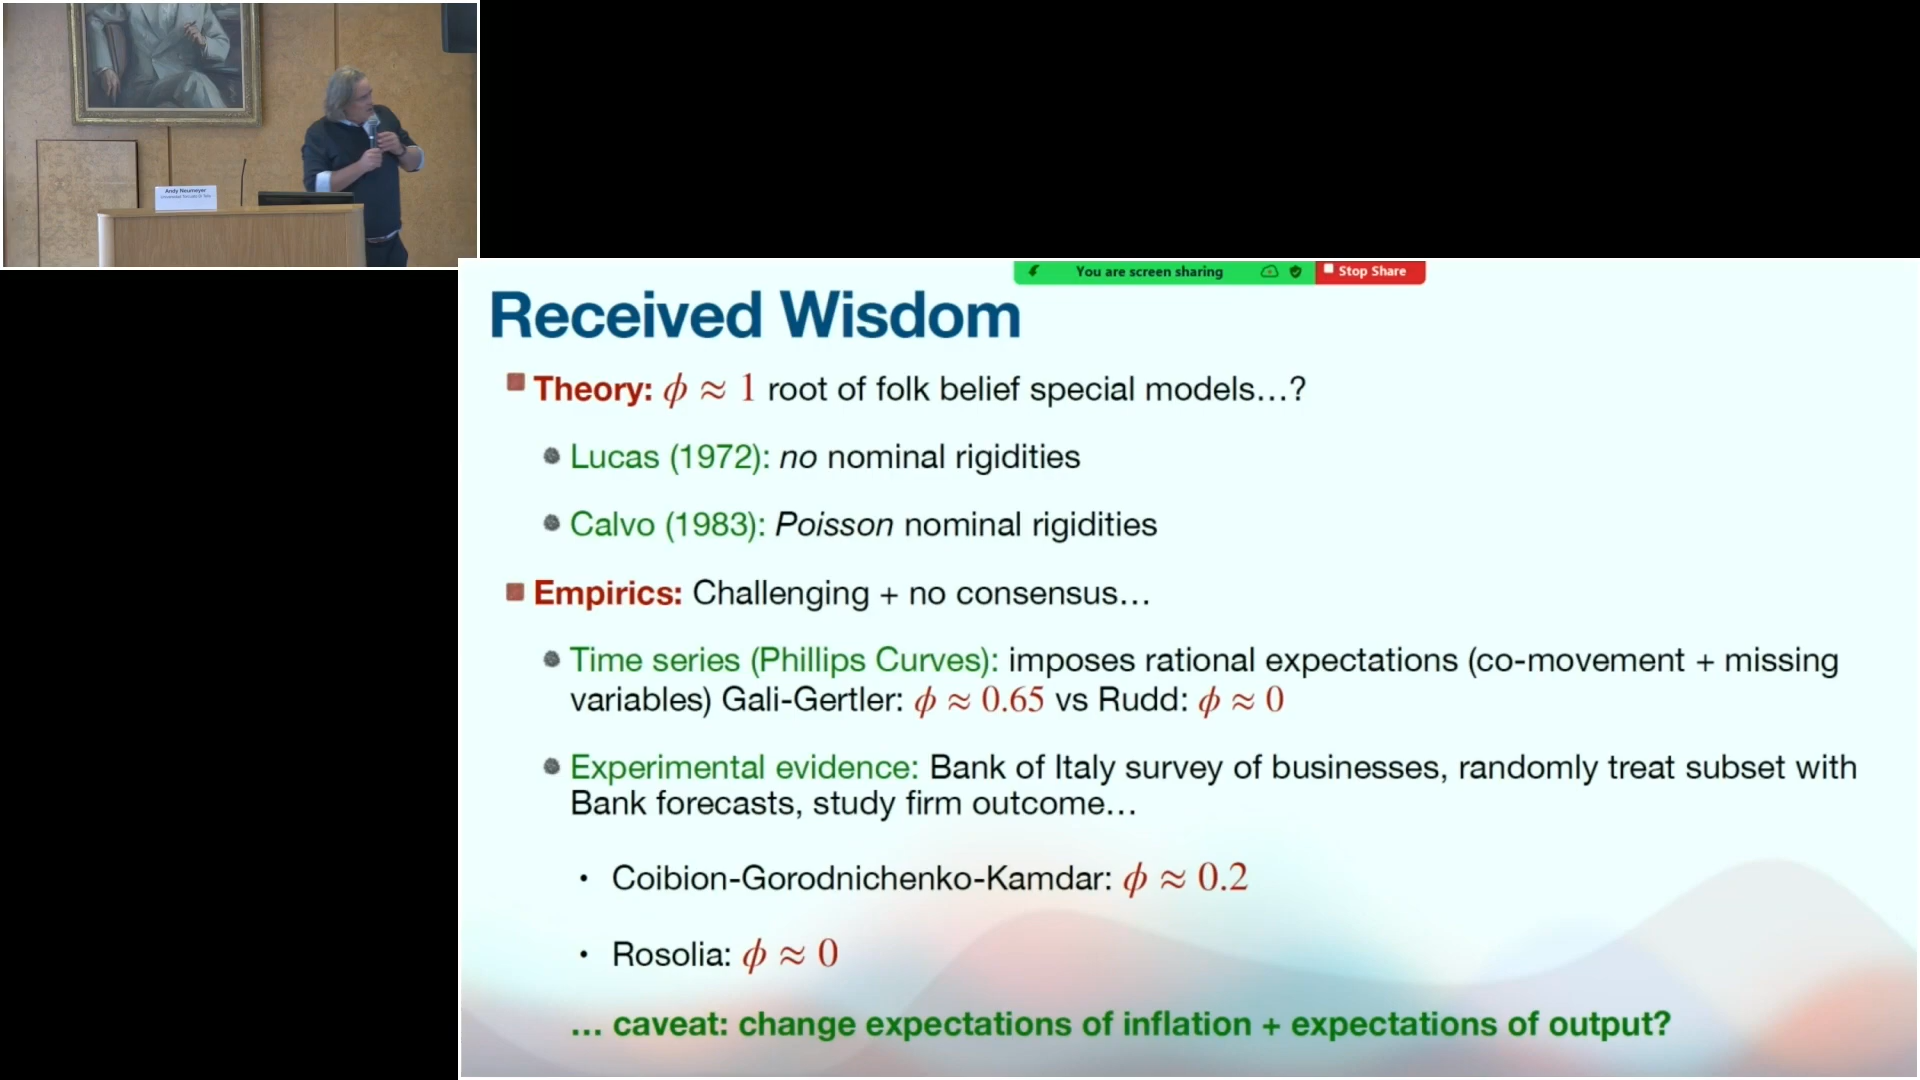 Andy Neumeyer
You are screen sharing
Stop Share
Received Wisdom
Theory: ϕ ≈ 1 root of folk belief special models…?
Lucas (1972): no nominal rigidities
Calvo (1983): Poisson nominal rigidities
Empirics: Challenging + no consensus…
Time series (Phillips Curves): imposes rational expectations (co-movement + missing
variables) Gali-Gertler: ϕ ≈ 0.65 vs Rudd: ϕ ≈ 0
Experimental evidence: Bank of Italy survey of businesses, randomly treat subset with
Bank forecasts, study firm outcome…
• Coibion-Gorodnichenko-Kamdar: ϕ ≈ 0.2
• Rosolia: ϕ ≈ 0
… caveat: change expectations of inflation + expectations of output?